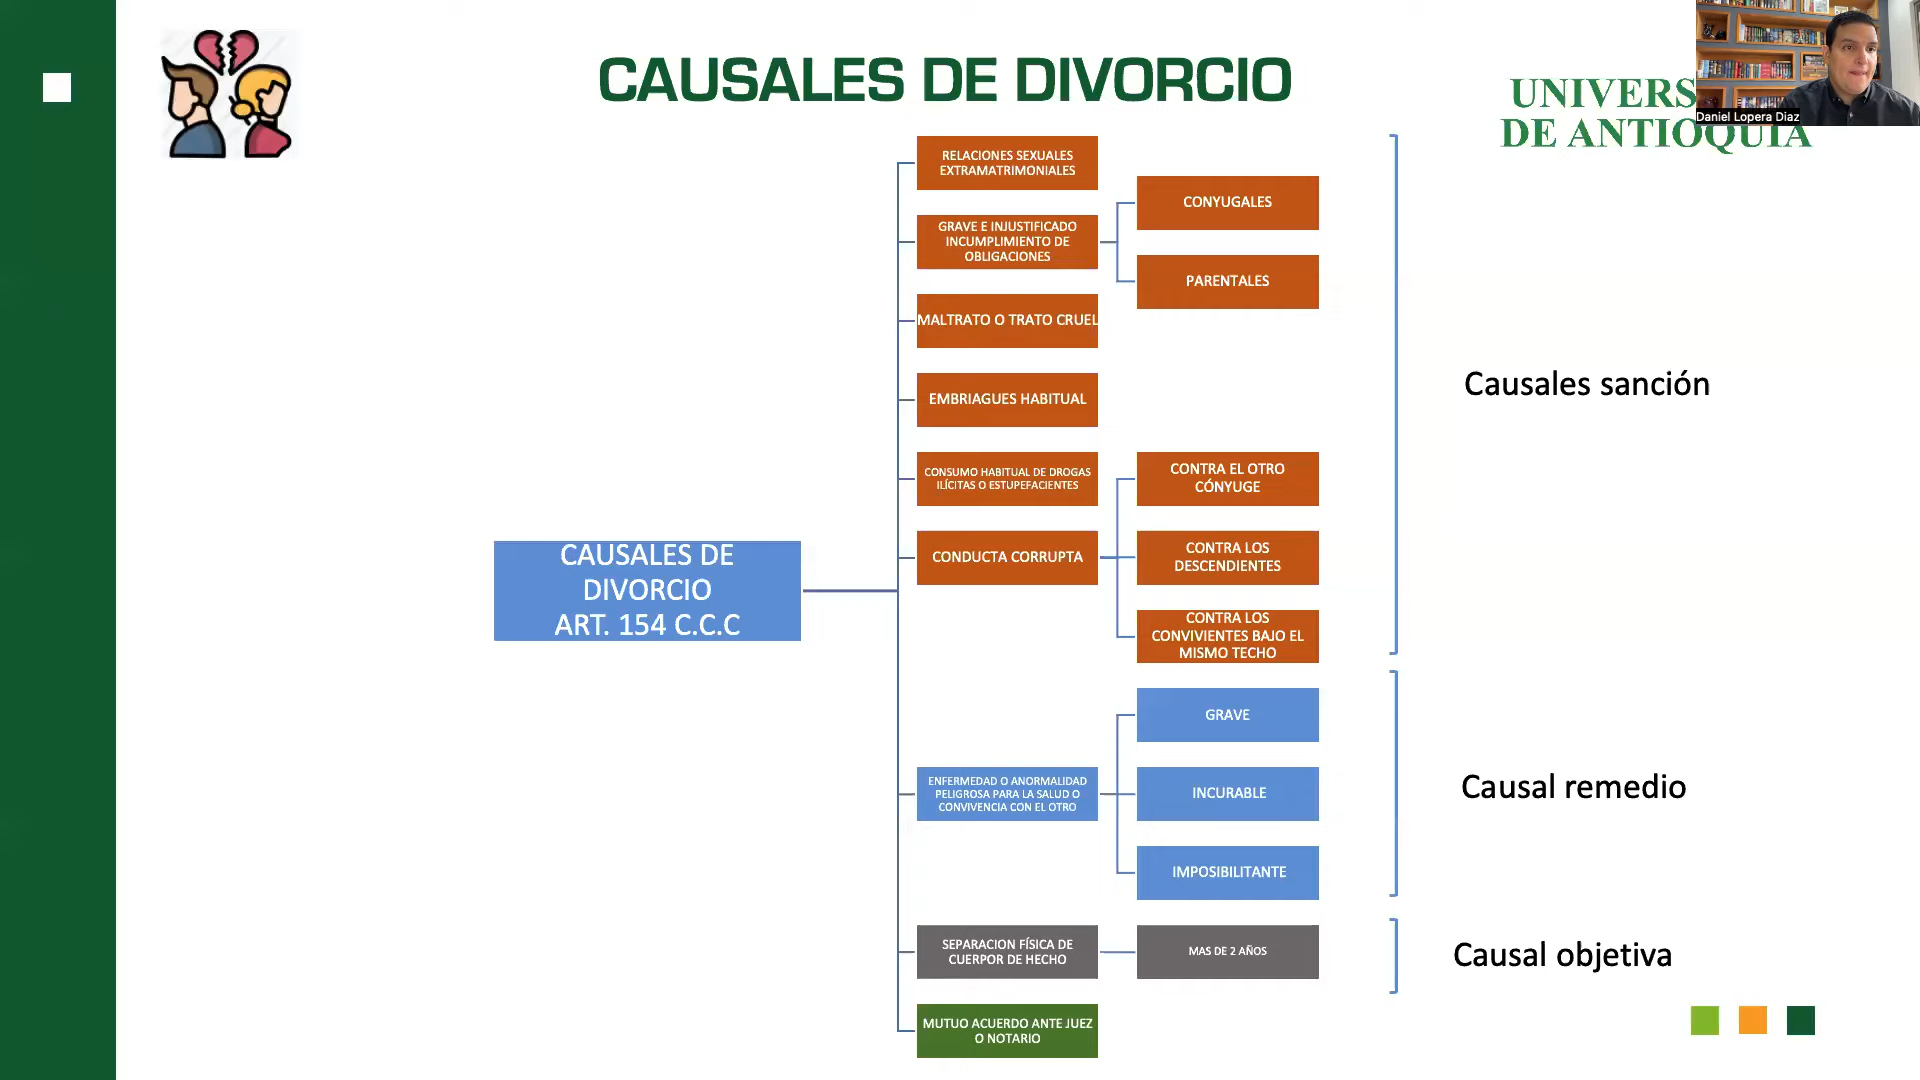 CAUSALES DE DIVORCIO
UNIVERS
DE ANTIOQUIA
Daniel Lopera Diaz
RELACIONES SEXUALES
EXTRAMATRIMONIALES
GRAVE E INJUSTIFICADO
INCUMPLIMIENTO DE
OBLIGACIONES
CONYUGALES
PARENTALES
MALTRATO O TRATO CRUEL
EMBRIAGUES HABITUAL
CONSUMO HABITUAL DE DROGAS
ILÍCITAS O ESTUPEFACIENTES
CONDUCTA CORRUPTA
CONTRA EL OTRO
CÓNYUGE
CONTRA LOS
DESCENDIENTES
CONTRA LOS
CONVIVIENTES BAJO EL
MISMO TECHO
Causales sanción
CAUSALES DE
DIVORCIO
ART. 154 C.C.C
ENFERMEDAD O ANORMALIDAD
PELIGROSA PARA LA SALUD O
CONVIVENCIA CON EL OTRO
GRAVE
INCURABLE
IMPOSIBILITANTE
Causal remedio
SEPARACION FÍSICA DE
CUERPOR DE HECHO
MAS DE 2 AÑOS
Causal objetiva
MUTUO ACUERDO ANTE JUEZ
O NOTARIO